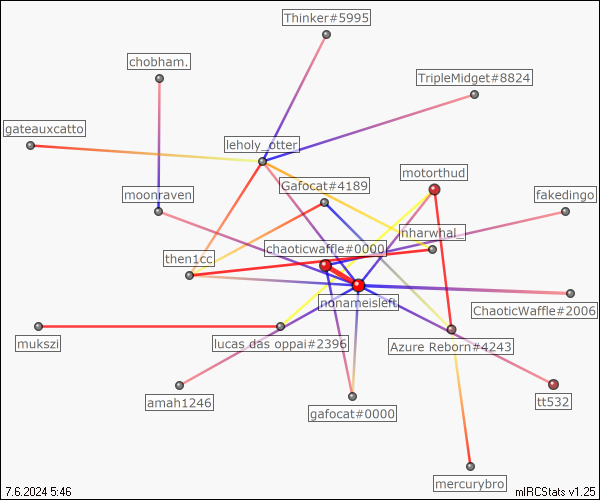 Thinker#5995
chobham.
TripleMidget#8824
gateauxcatto
leholy_otter
motorthud
Gafocat#4189
moonraven
fakedingo
nharwhal_
chaoticwaffle#0000
then1cc
nonameisleft
ChaoticWaffle#2006
mukszi
lucas das oppai#2396
Azure Reborn#4243
amah1246
gafocat#0000
tt532
mercurybro
7.6.2024 5:46
mIRCStats v1.25